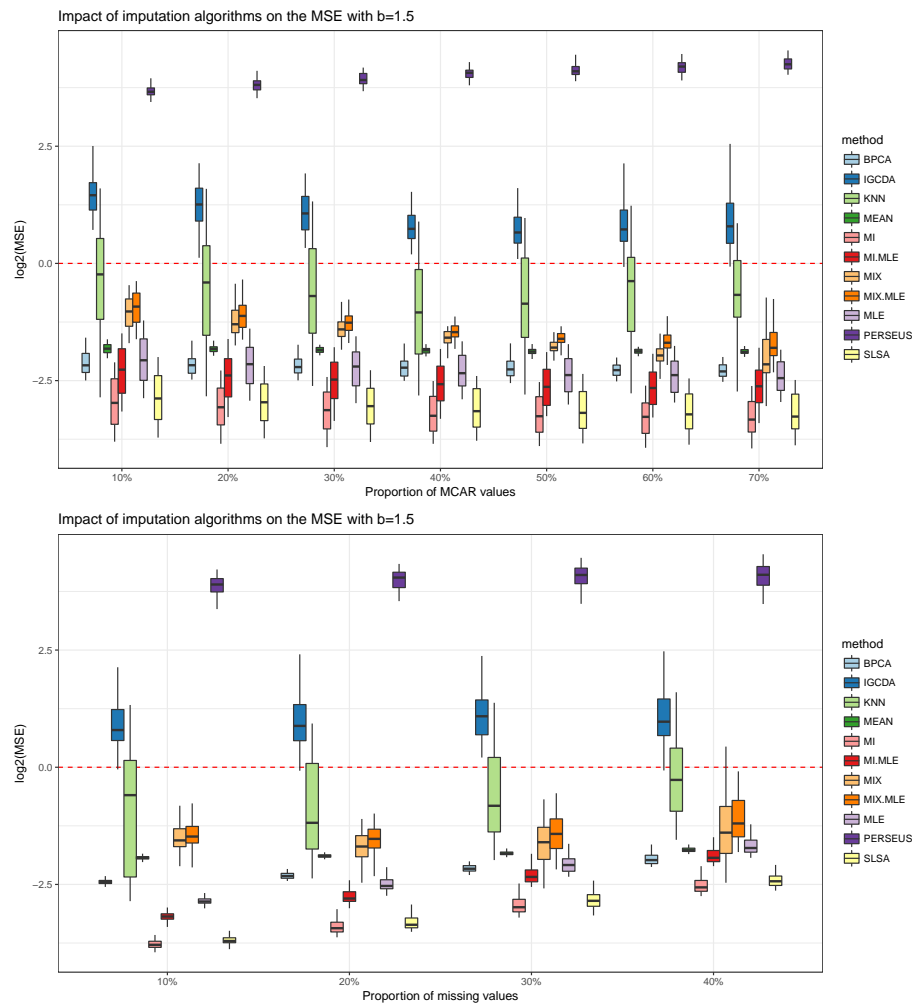 Impact of imputation algorithms on the MSE with b=1.5
log2(MSE)
2.5
0.0
−2.5
10%
20%
30%
40%
50%
60%
70%
Proportion of MCAR values
method
BPCA
IGCDA
KNN
MEAN
MI
MI.MLE
MIX
MIX.MLE
MLE
PERSEUS
SLSA
Impact of imputation algorithms on the MSE with b=1.5
log2(MSE)
2.5
0.0
−2.5
10%
20%
30%
40%
Proportion of missing values
method
BPCA
IGCDA
KNN
MEAN
MI
MI.MLE
MIX
MIX.MLE
MLE
PERSEUS
SLSA